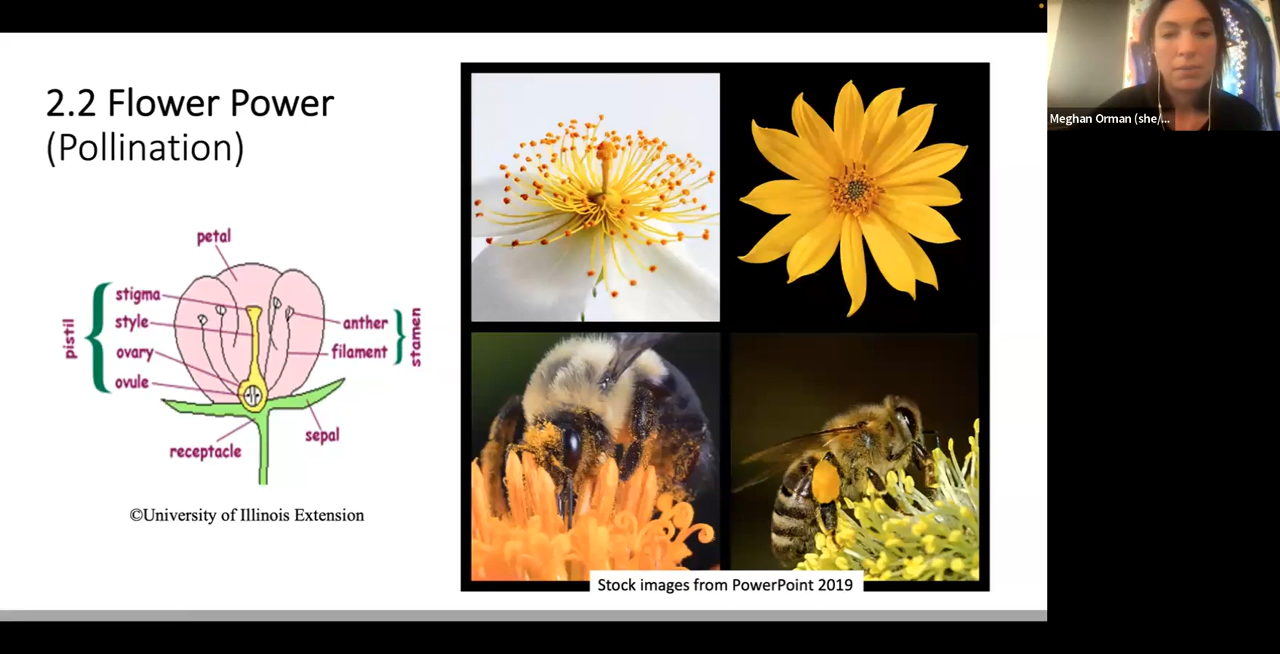 2.2 Flower Power
(Pollination)
petal
stigma
style
ovary
ovule
pistil
anther
filament
stamen
sepal
receptacle
©University of Illinois Extension
Stock images from PowerPoint 2019
Meghan Orman (she/...